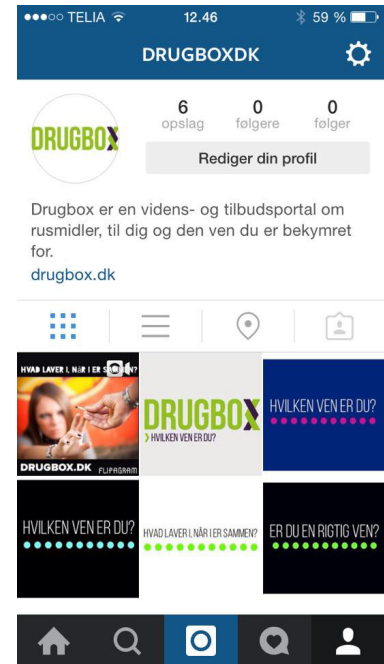 TELIA 12.46 59 %
DRUGBOXDK
DRUGBOX
6 0 0
opslag følgere følger
Rediger din profil
Drugbox er en videns- og tilbudsportal om
rusmidler, til dig og den ven du er bekymret
for.
drugbox.dk
HVAD LAVER I, NÅR I ER SAMMEN?
DRUGBOX.DK FLIPAGRAM
DRUGBOX
HVILKEN VEN ER DU?
HVILKEN VEN ER DU?
HVILKEN VEN ER DU?
HVAD LAVER I, NÅR I ER SAMMEN?
ER DU EN RIGTIG VEN?